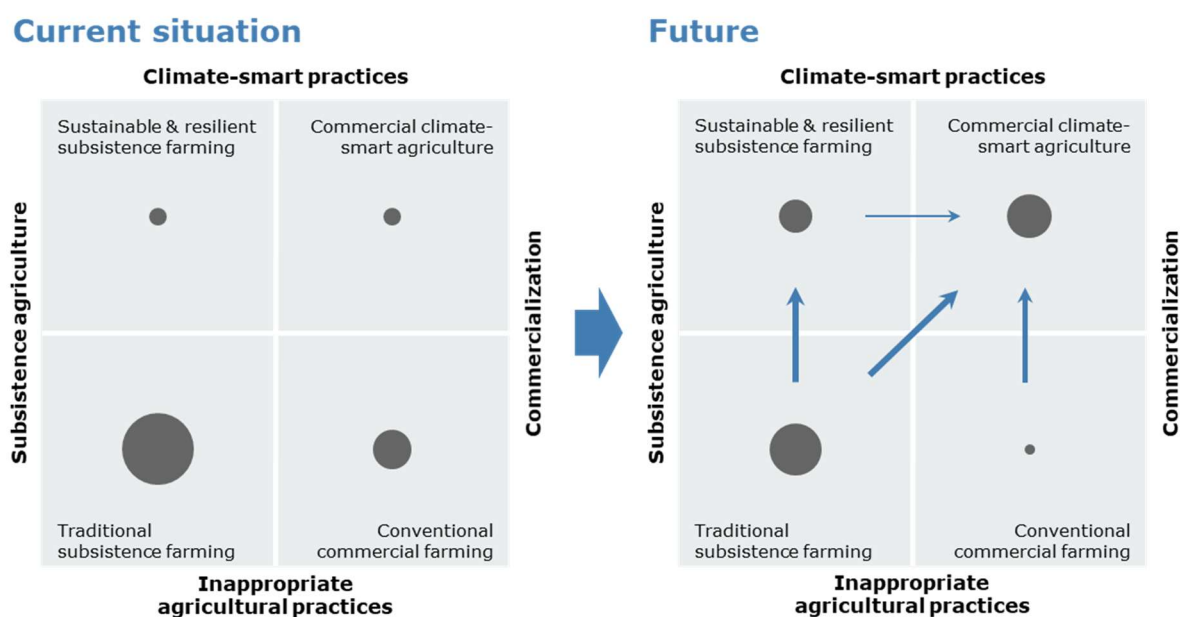 Current situation
Climate-smart practices
Sustainable & resilient
subsistence farming
Commercial climate-
smart agriculture
Subsistence agriculture
Commercialization
Traditional
subsistence farming
Conventional
commercial farming
Inappropriate
agricultural practices
Future
Climate-smart practices
Sustainable & resilient
subsistence farming
Commercial climate-
smart agriculture
Subsistence agriculture
Commercialization
Traditional
subsistence farming
Conventional
commercial farming
Inappropriate
agricultural practices